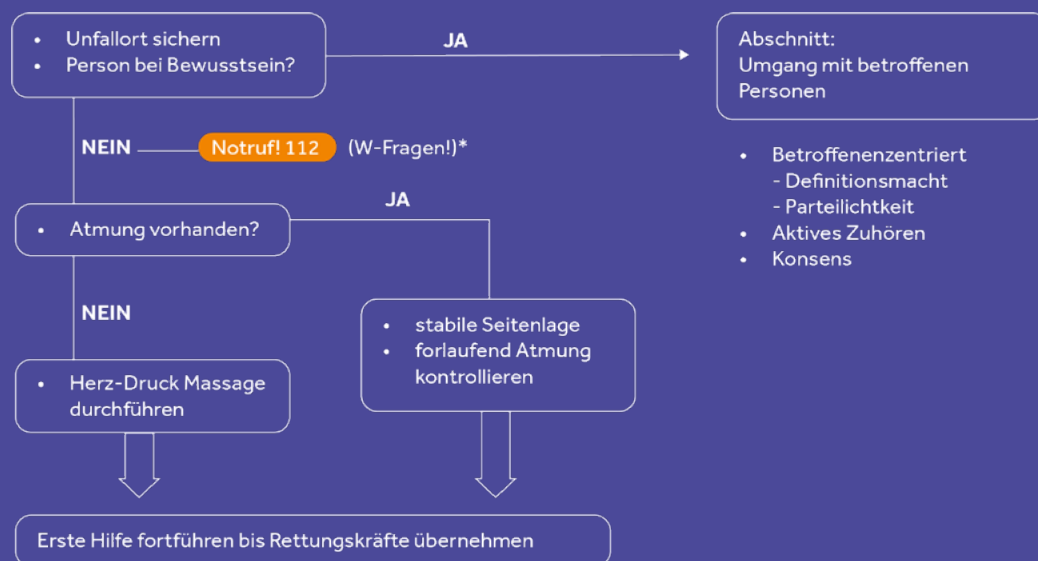 • Unfallort sichern
• Person bei Bewusstsein?
JA
Abschnitt:
Umgang mit betroffenen
Personen
NEIN
Notruf! 112 (W-Fragen!)*
• Betroffenenzentriert
- Definitionsmacht
- Parteilichtkeit
• Aktives Zuhören
• Konsens
JA
• Atmung vorhanden?
NEIN
• stabile Seitenlage
• forlaufend Atmung
kontrollieren
• Herz-Druck Massage
durchführen
Erste Hilfe fortführen bis Rettungskräfte übernehmen